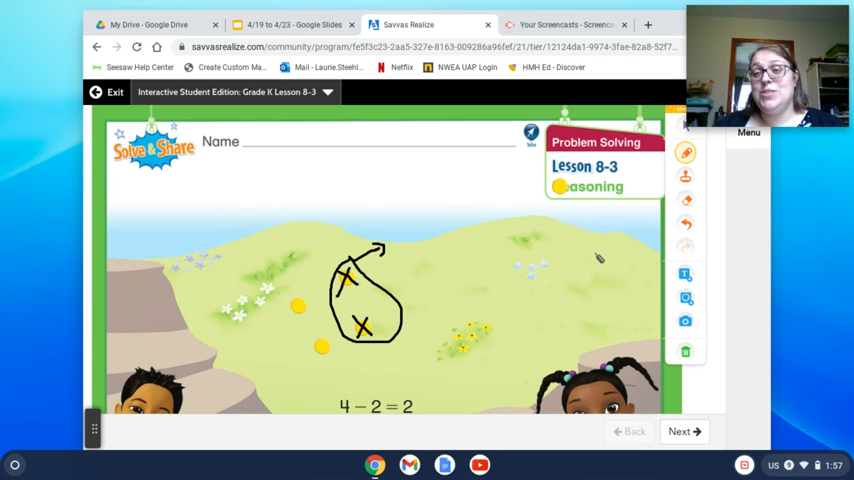 My Drive - Google Drive
4/19 to 4/23 - Google Slides
Savvas Realize
Your Screencasts - Screenca
savvasrealize.com/community/program/fe5f3c23-2aa5-327e-8163-009286a96fef/21/tier/12124da1-9974-3fae-82a8-52f7...
Seesaw Help Center
Create Custom Ma...
Mail - Laurie.Steehl...
Netflix
NWEA UAP Login
HMH Ed - Discover
Exit
Interactive Student Edition: Grade K Lesson 8-3
Menu
Solve & Share
Name
Solve
Problem Solving
Lesson 8-3
easoning
4 − 2 = 2
Back
Next
US
1:57